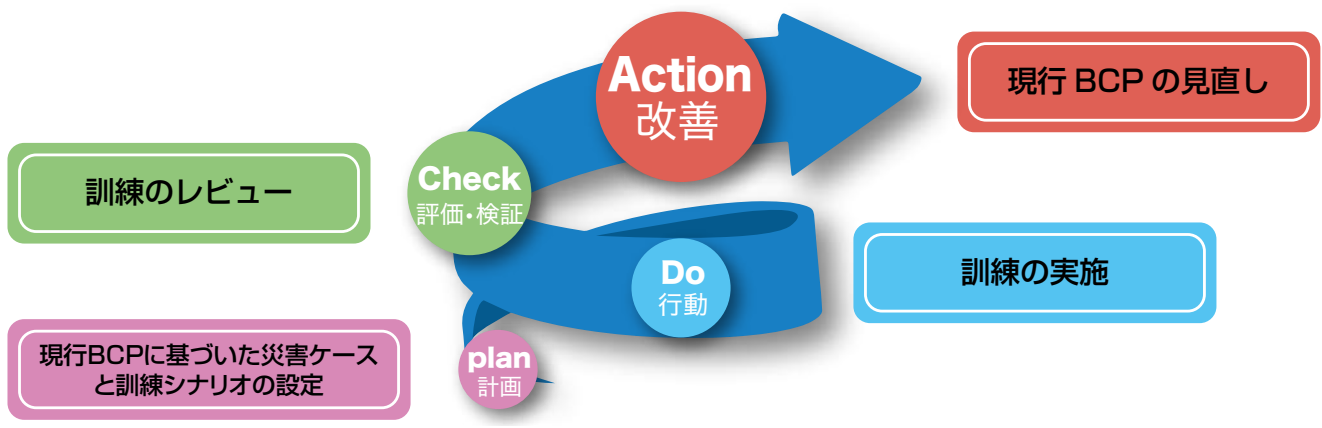 Action
改善
現行 BCP の見直し
訓練のレビュー
Check
評価・検証
Do
行動
訓練の実施
現行BCPに基づいた災害ケース
と訓練シナリオの設定
plan
計画